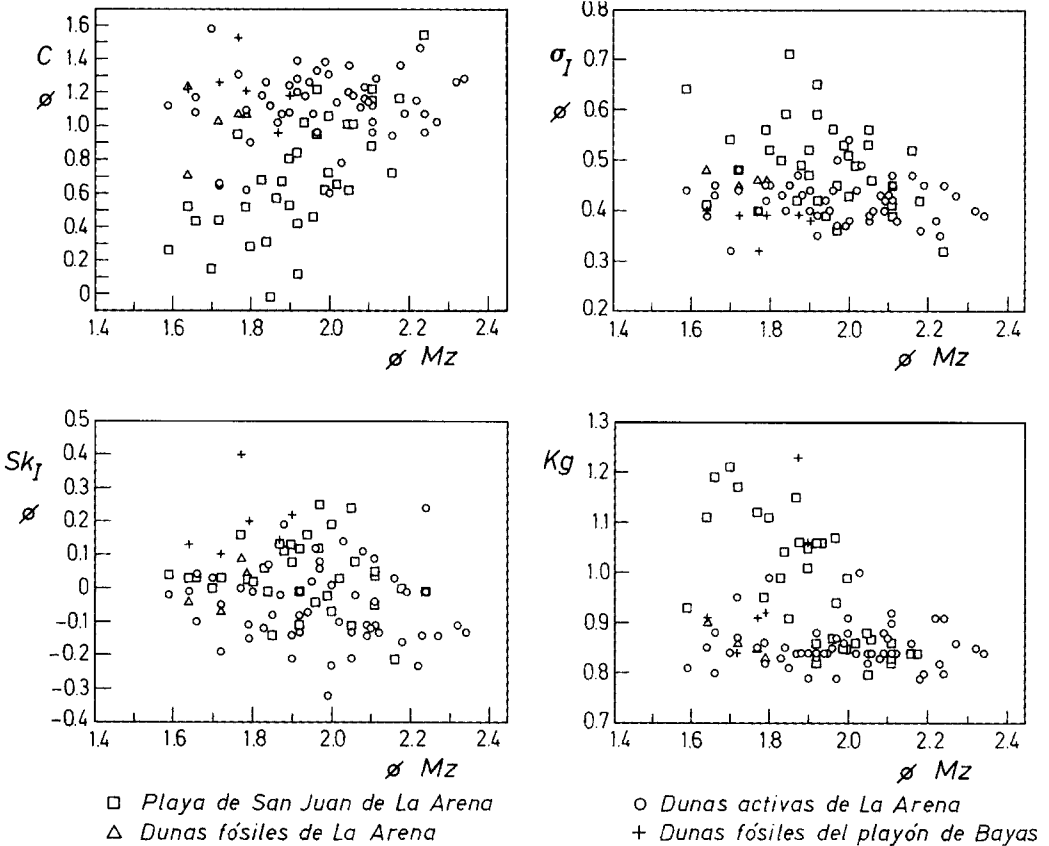 C
ø
1.6
1.4
1.2
1.0
0.8
0.6
0.4
0.2
0
1.4 1.6 1.8 2.0 2.2 2.4
ø Mz
σI
ø
0.8
0.7
0.6
0.5
0.4
0.3
0.2
1.4 1.6 1.8 2.0 2.2 2.4
ø Mz
SkI
ø
0.5
0.4
0.3
0.2
0.1
0
-0.1
-0.2
-0.3
-0.4
1.4 1.6 1.8 2.0 2.2 2.4
ø Mz
Kg
1.3
1.2
1.1
1.0
0.9
0.8
0.7
1.4 1.6 1.8 2.0 2.2 2.4
ø Mz
Playa de San Juan de La Arena
Dunas fósiles de La Arena
Dunas activas de La Arena
Dunas fósiles del playón de Bayas